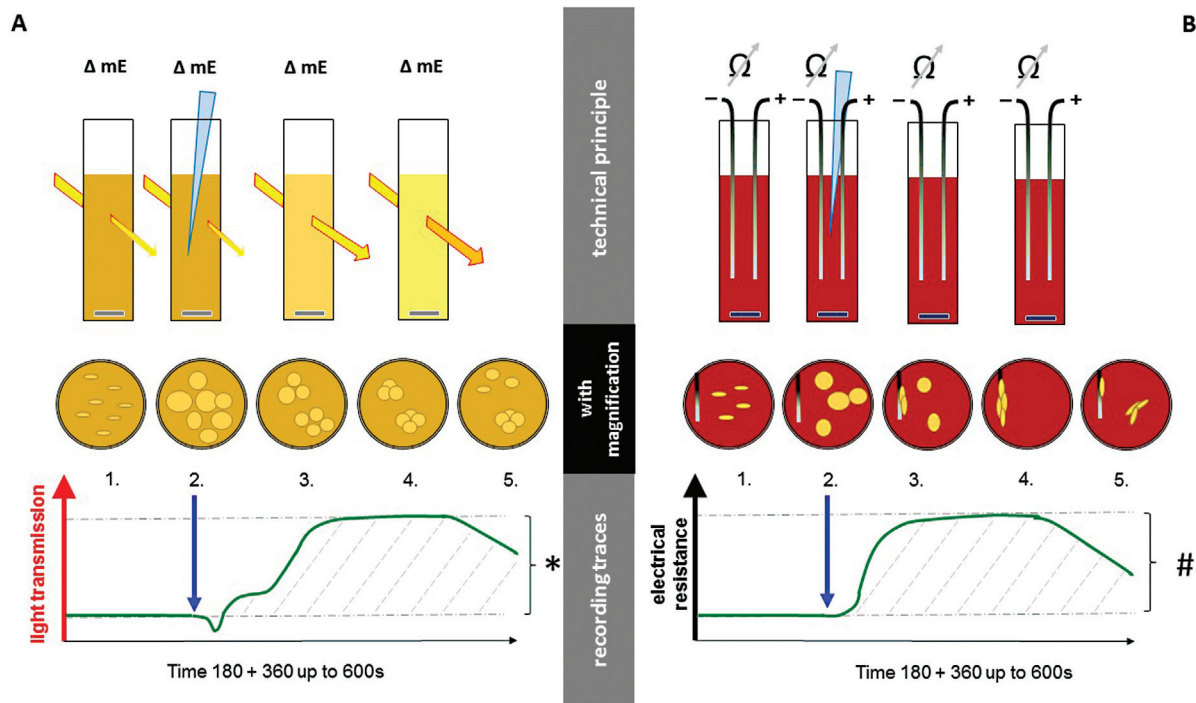 A
B
Δ mE
Δ mE
Δ mE
Δ mE
Ω
Ω
Ω
Ω
− +
− +
− +
− +
technical principle
with
magnification
recording traces
1.
2.
3.
4.
5.
light transmission
*
Time 180 + 360 up to 600s
1.
2.
3.
4.
5.
electrical
resistance
#
Time 180 + 360 up to 600s